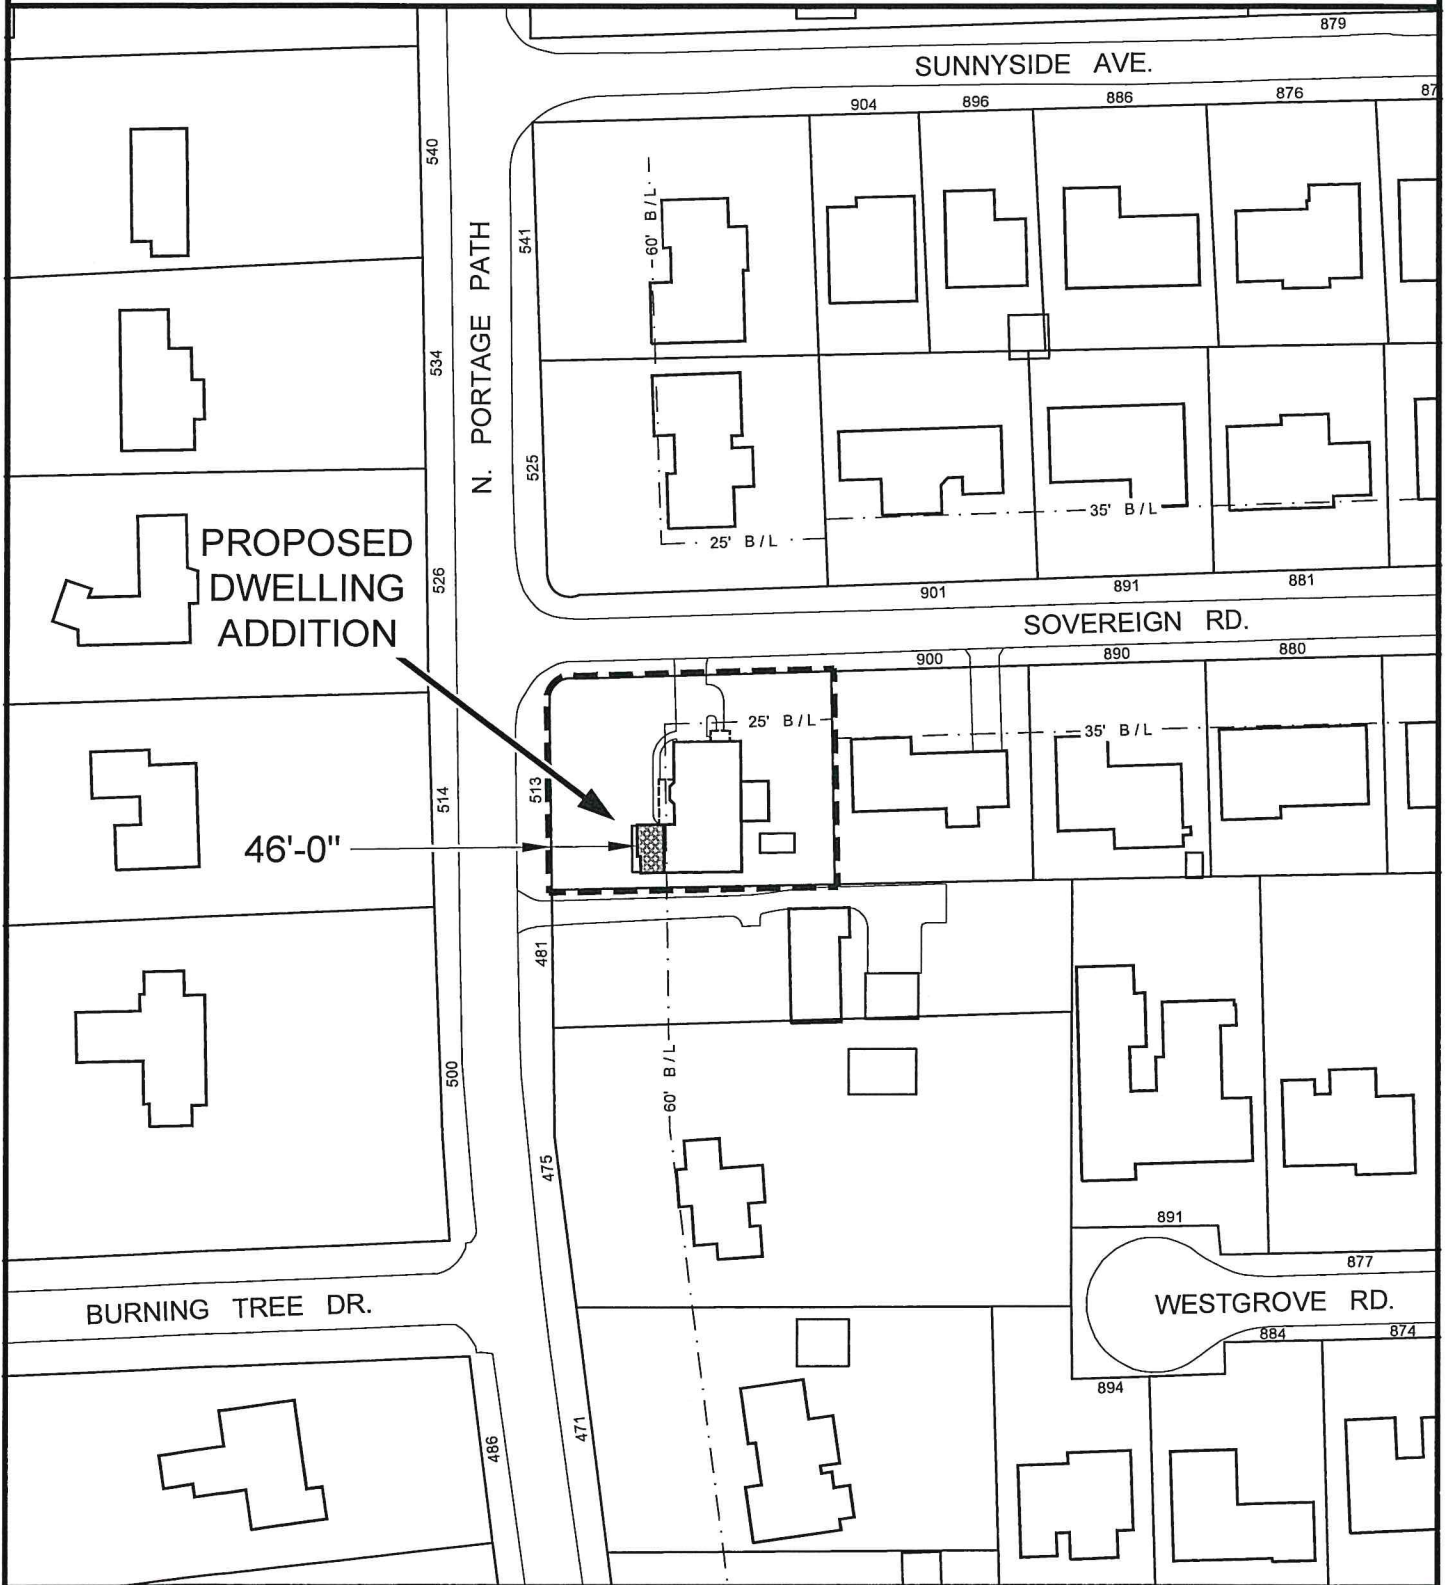 879
SUNNYSIDE AVE.
904
896
886
876
87
540
60' B/L
541
N. PORTAGE PATH
534
525
35' B/L
25' B/L
PROPOSED
DWELLING
ADDITION
526
901
891
881
SOVEREIGN RD.
900
890
880
25' B/L
35' B/L
513
514
46'-0"
481
60' B/L
500
475
891
877
BURNING TREE DR.
WESTGROVE RD.
884
874
894
471
486